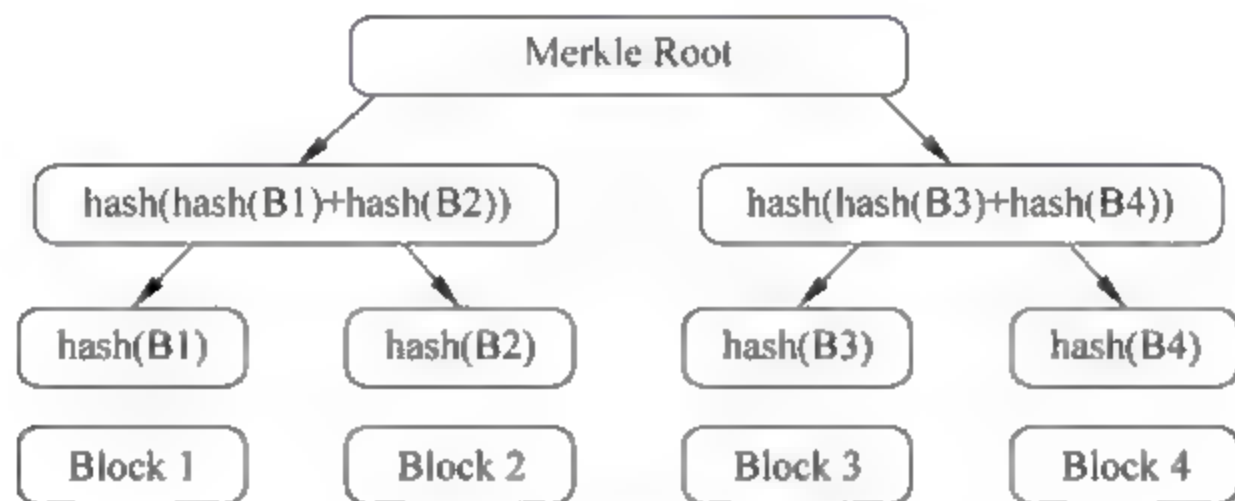 Merkle Root
hash(hash(B1)+hash(B2))
hash(hash(B3)+hash(B4))
hash(B1)
hash(B2)
hash(B3)
hash(B4)
Block 1
Block 2
Block 3
Block 4